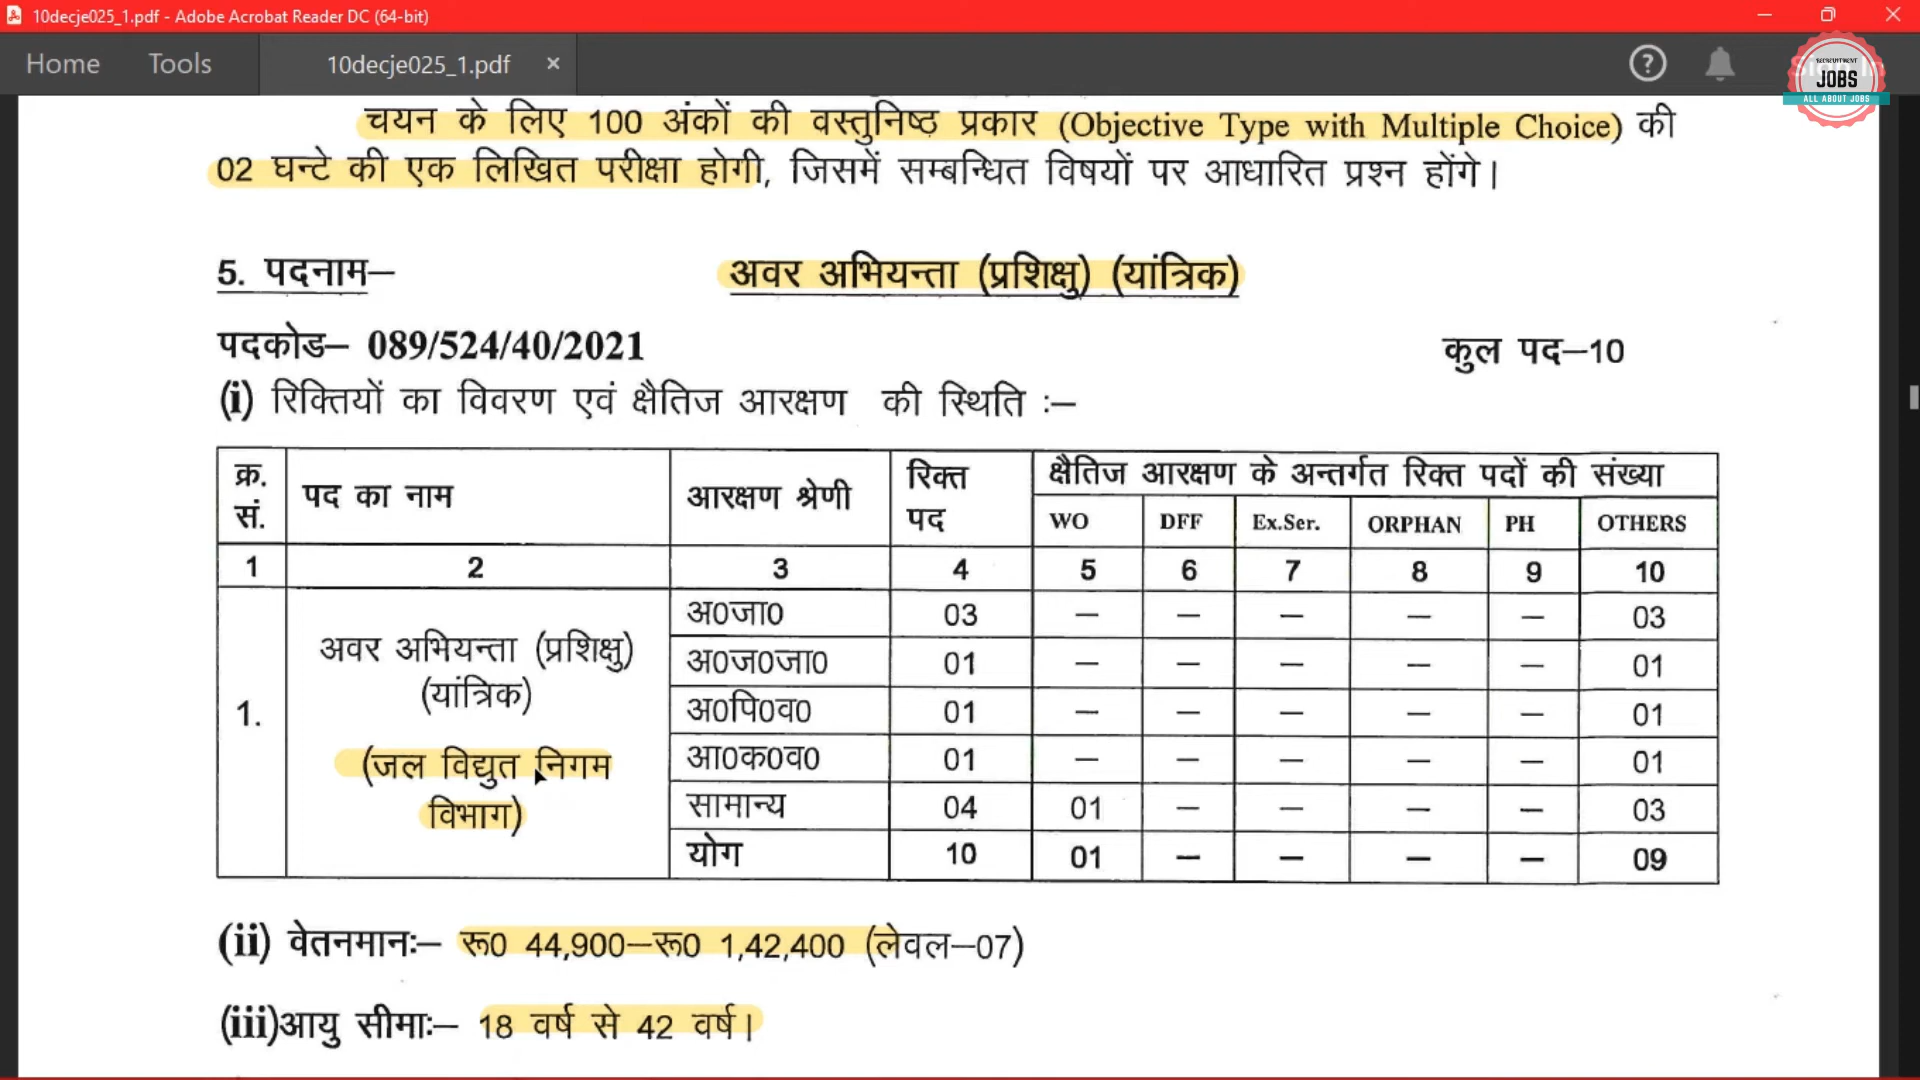 10decje025_1.pdf - Adobe Acrobat Reader DC (64-bit)
Home Tools 10decje025_1.pdf ×
RECRUITMENT
JOBS
ALL ABOUT JOBS
चयन के लिए 100 अंकों की वस्तुनिष्ठ प्रकार (Objective Type with Multiple Choice) की
02 घन्टे की एक लिखित परीक्षा होगी, जिसमें सम्बन्धित विषयों पर आधारित प्रश्न होंगे।
5. पदनाम– अवर अभियन्ता (प्रशिक्षु) (यांत्रिक)
पदकोड– 089/524/40/2021 कुल पद–10
(i) रिक्तियों का विवरण एवं क्षैतिज आरक्षण की स्थिति :–
क्र. सं. पद का नाम आरक्षण श्रेणी रिक्त पद क्षैतिज आरक्षण के अन्तर्गत रिक्त पदों की संख्या
WO DFF Ex.Ser. ORPHAN PH OTHERS
1 2 3 4 5 6 7 8 9 10
1. अवर अभियन्ता (प्रशिक्षु) (यांत्रिक) (जल विद्युत निगम विभाग)
अ0जा0 03 – – – – – 03
अ0ज0जा0 01 – – – – – 01
अ0पि0व0 01 – – – – – 01
आ0क0व0 01 – – – – – 01
सामान्य 04 01 – – – – 03
योग 10 01 – – – – 09
(ii) वेतनमानः– रू0 44,900–रू0 1,42,400 (लेवल–07)
(iii)आयु सीमाः– 18 वर्ष से 42 वर्ष।